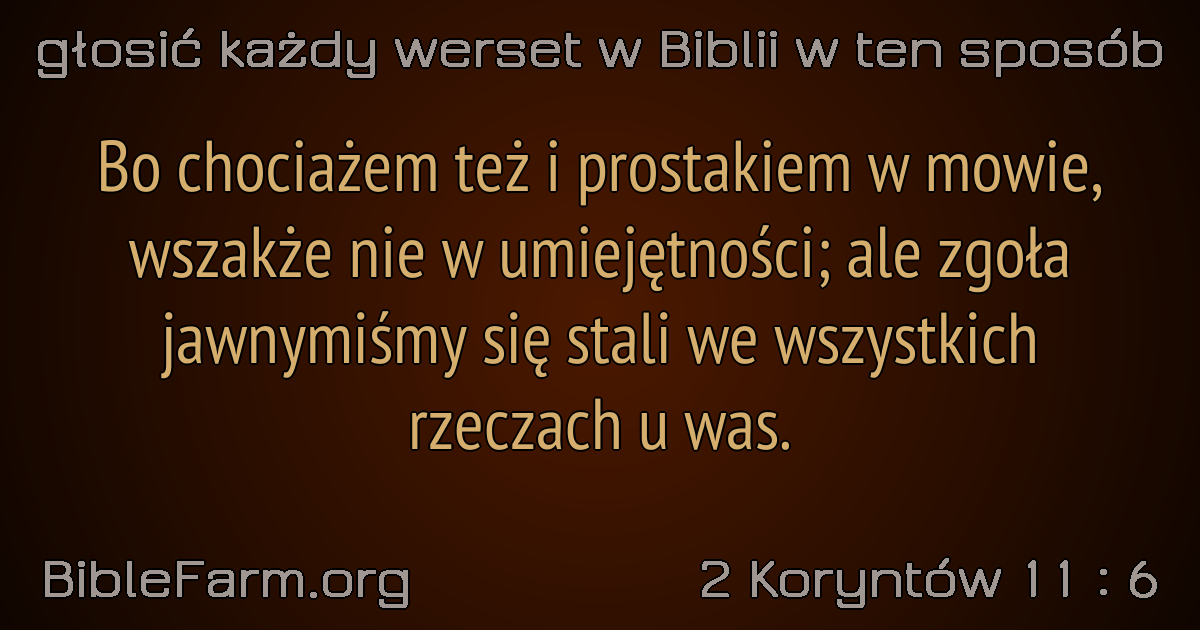 głosić każdy werset w Biblii w ten sposób
Bo chociażem też i prostakiem w mowie,
wszakże nie w umiejętności; ale zgoła
jawnymiśmy się stali we wszystkich
rzeczach u was.
BibleFarm.org
2 Koryntów 11 : 6